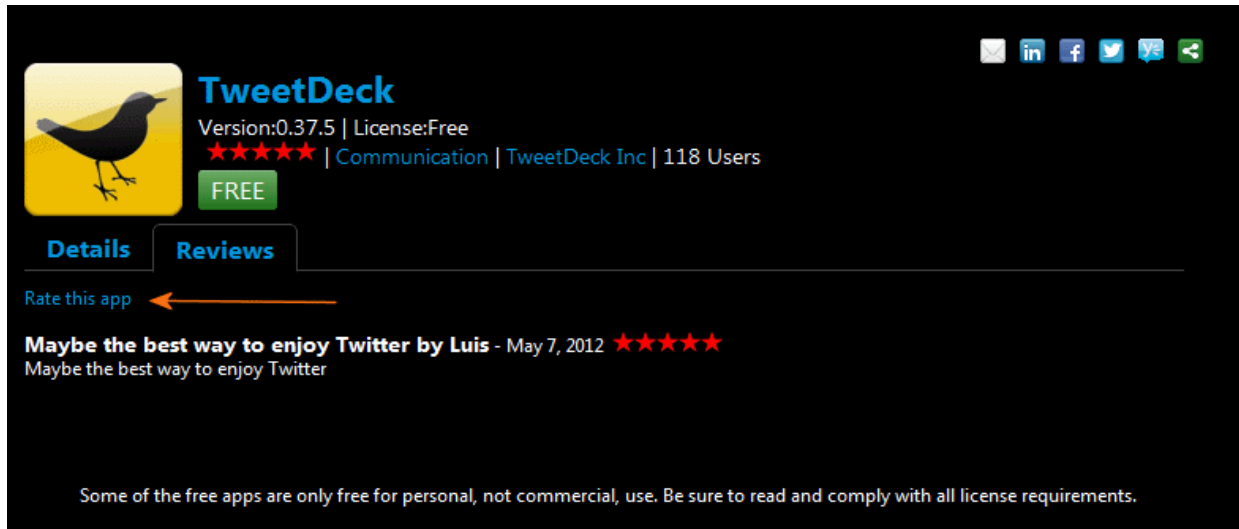 TweetDeck
Version:0.37.5 | License:Free
| Communication | TweetDeck Inc | 118 Users
FREE
Details
Reviews
Rate this app
Maybe the best way to enjoy Twitter by Luis - May 7, 2012
Maybe the best way to enjoy Twitter
Some of the free apps are only free for personal, not commercial, use. Be sure to read and comply with all license requirements.